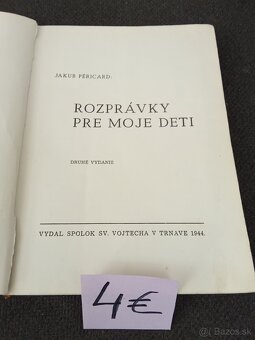 JAKUB PÉRICARD:
ROZPRÁVKY
PRE MOJE DETI
DRUHÉ VYDANIE
VYDAL SPOLOK SV. VOJTECHA V TRNAVE 1944.
4€
bazos.sk